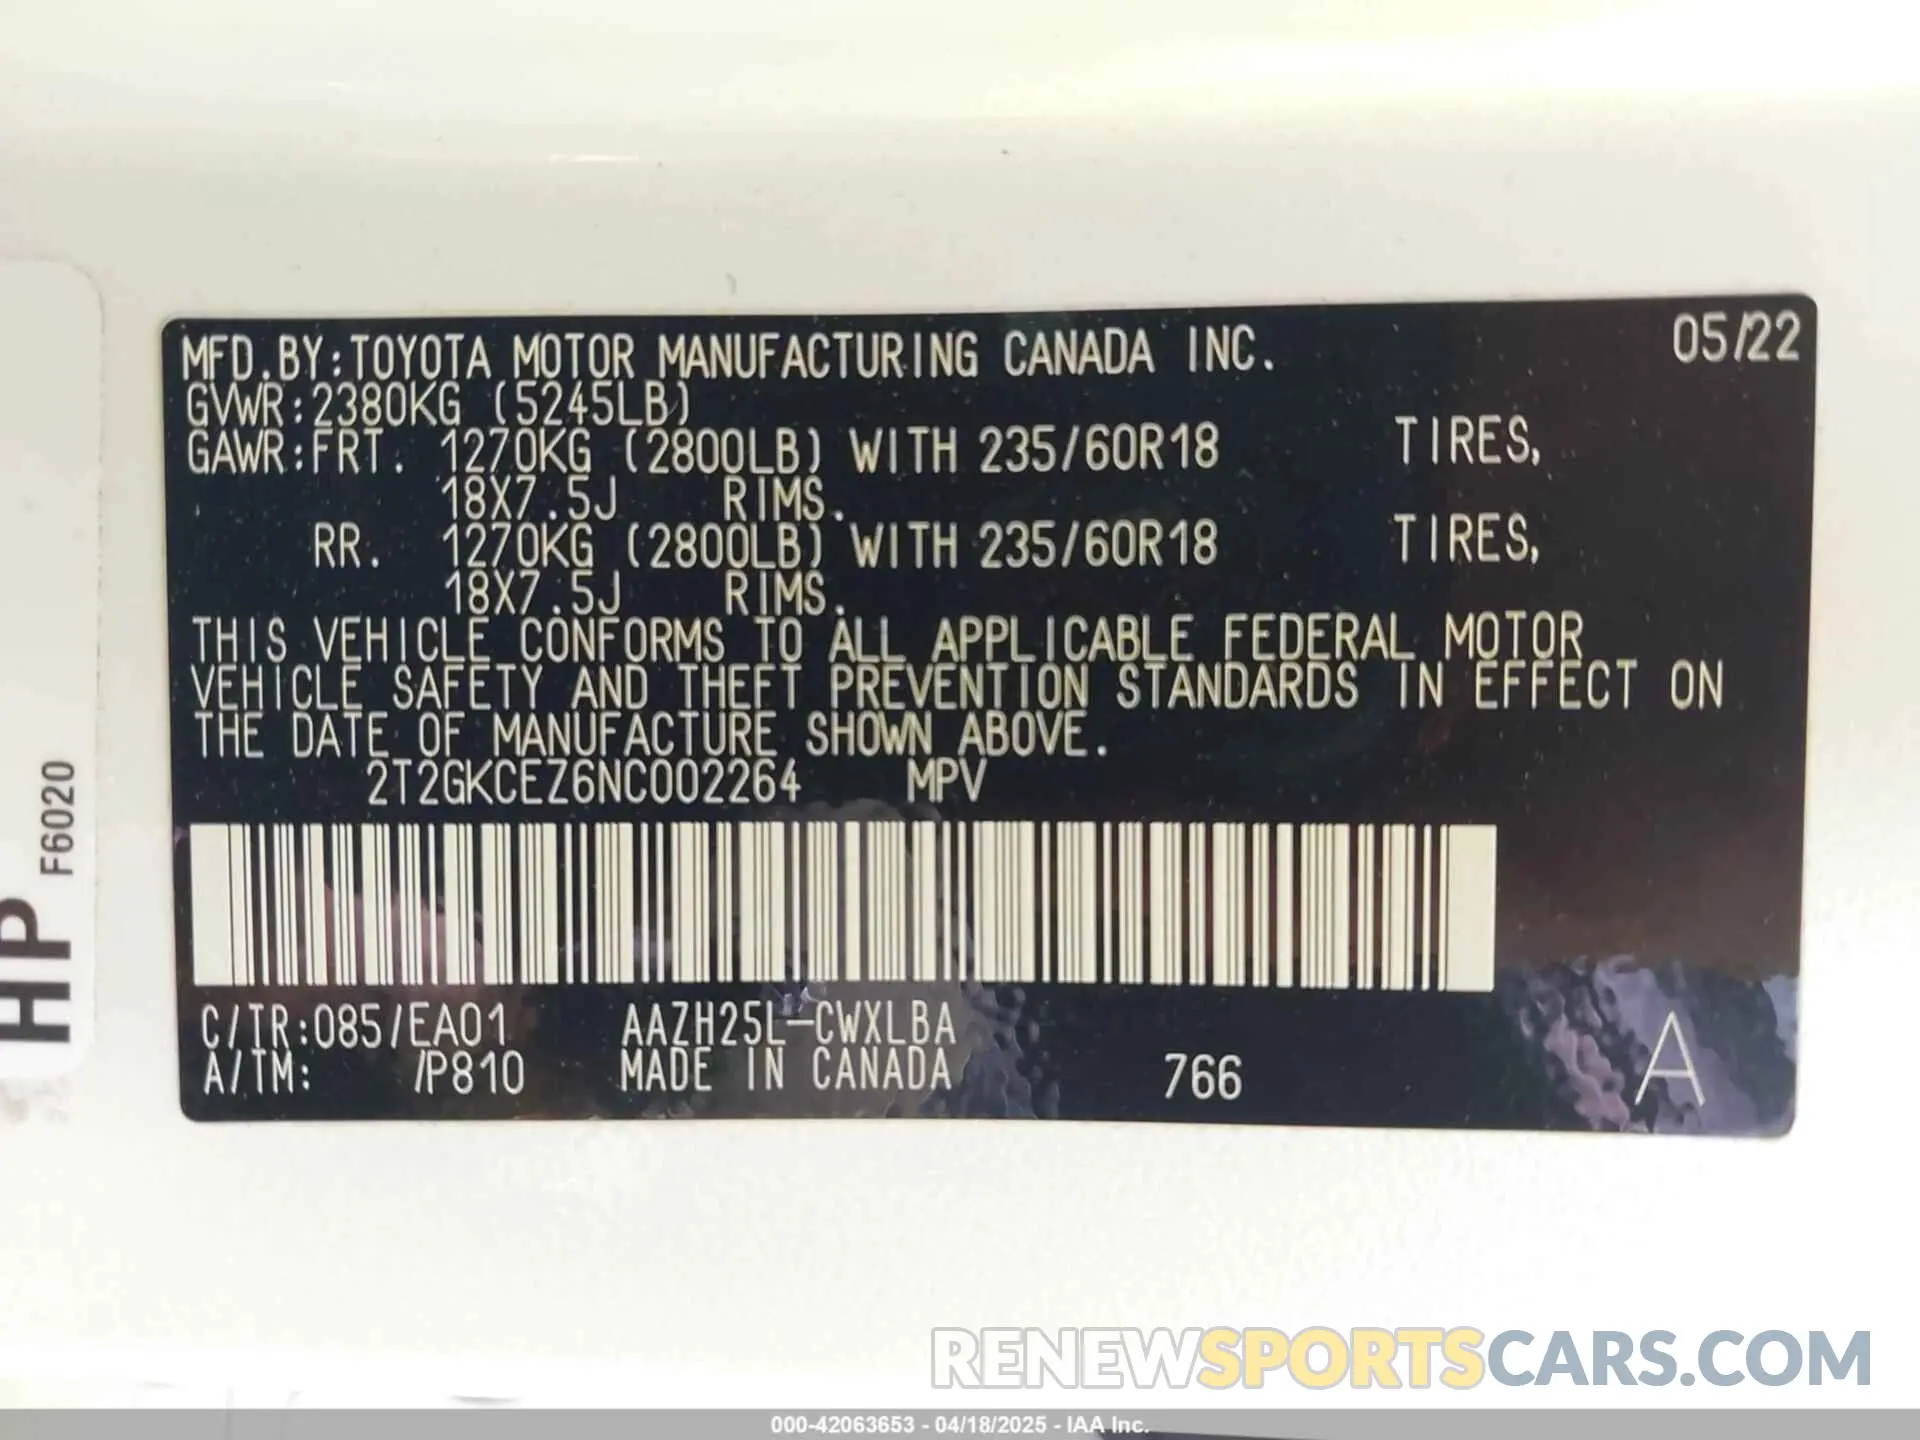 MFD.BY:TOYOTA MOTOR MANUFACTURING CANADA INC. 05/22
GVWR:2380KG (5245LB)
GAWR:FRT. 1270KG (2800LB) WITH 235/60R18 TIRES,
18X7.5J RIMS.
RR. 1270KG (2800LB) WITH 235/60R18 TIRES,
18X7.5J RIMS.
THIS VEHICLE CONFORMS TO ALL APPLICABLE FEDERAL MOTOR
VEHICLE SAFETY AND THEFT PREVENTION STANDARDS IN EFFECT ON
THE DATE OF MANUFACTURE SHOWN ABOVE.
2T2GKCEZ6NC002264 MPV
C/TR:085/EA01 AAZH25L-CWXLBA
A/TM: /P810 MADE IN CANADA 766 A
HP F6020
RENEWSPORTSCARS.COM
000-42063653 - 04/18/2025 - IAA Inc.